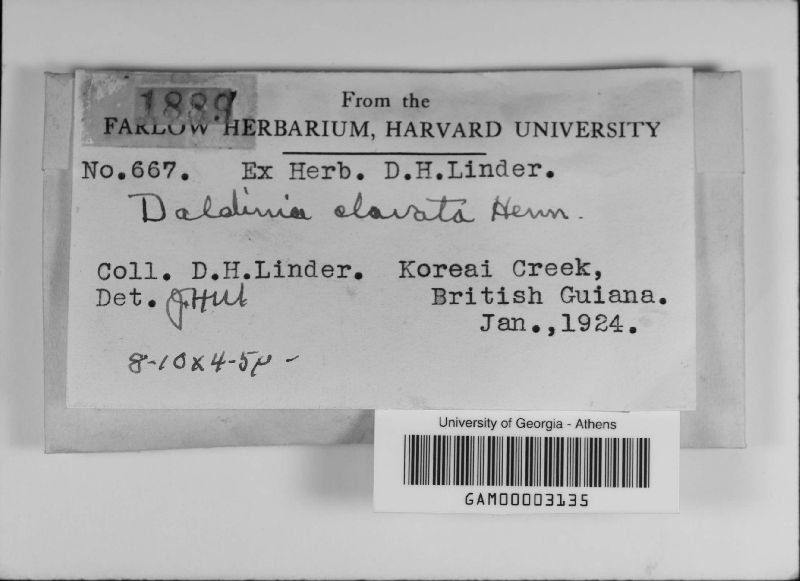 1889
From the
FARLOW HERBARIUM, HARVARD UNIVERSITY
No.667. Ex Herb. D.H.Linder.
Daldinia clavata Henn.
Coll. D.H.Linder. Koreai Creek,
Det. British Guiana.
Jan.,1924.
8-10x4-5µ -
University of Georgia - Athens
GAM00003135